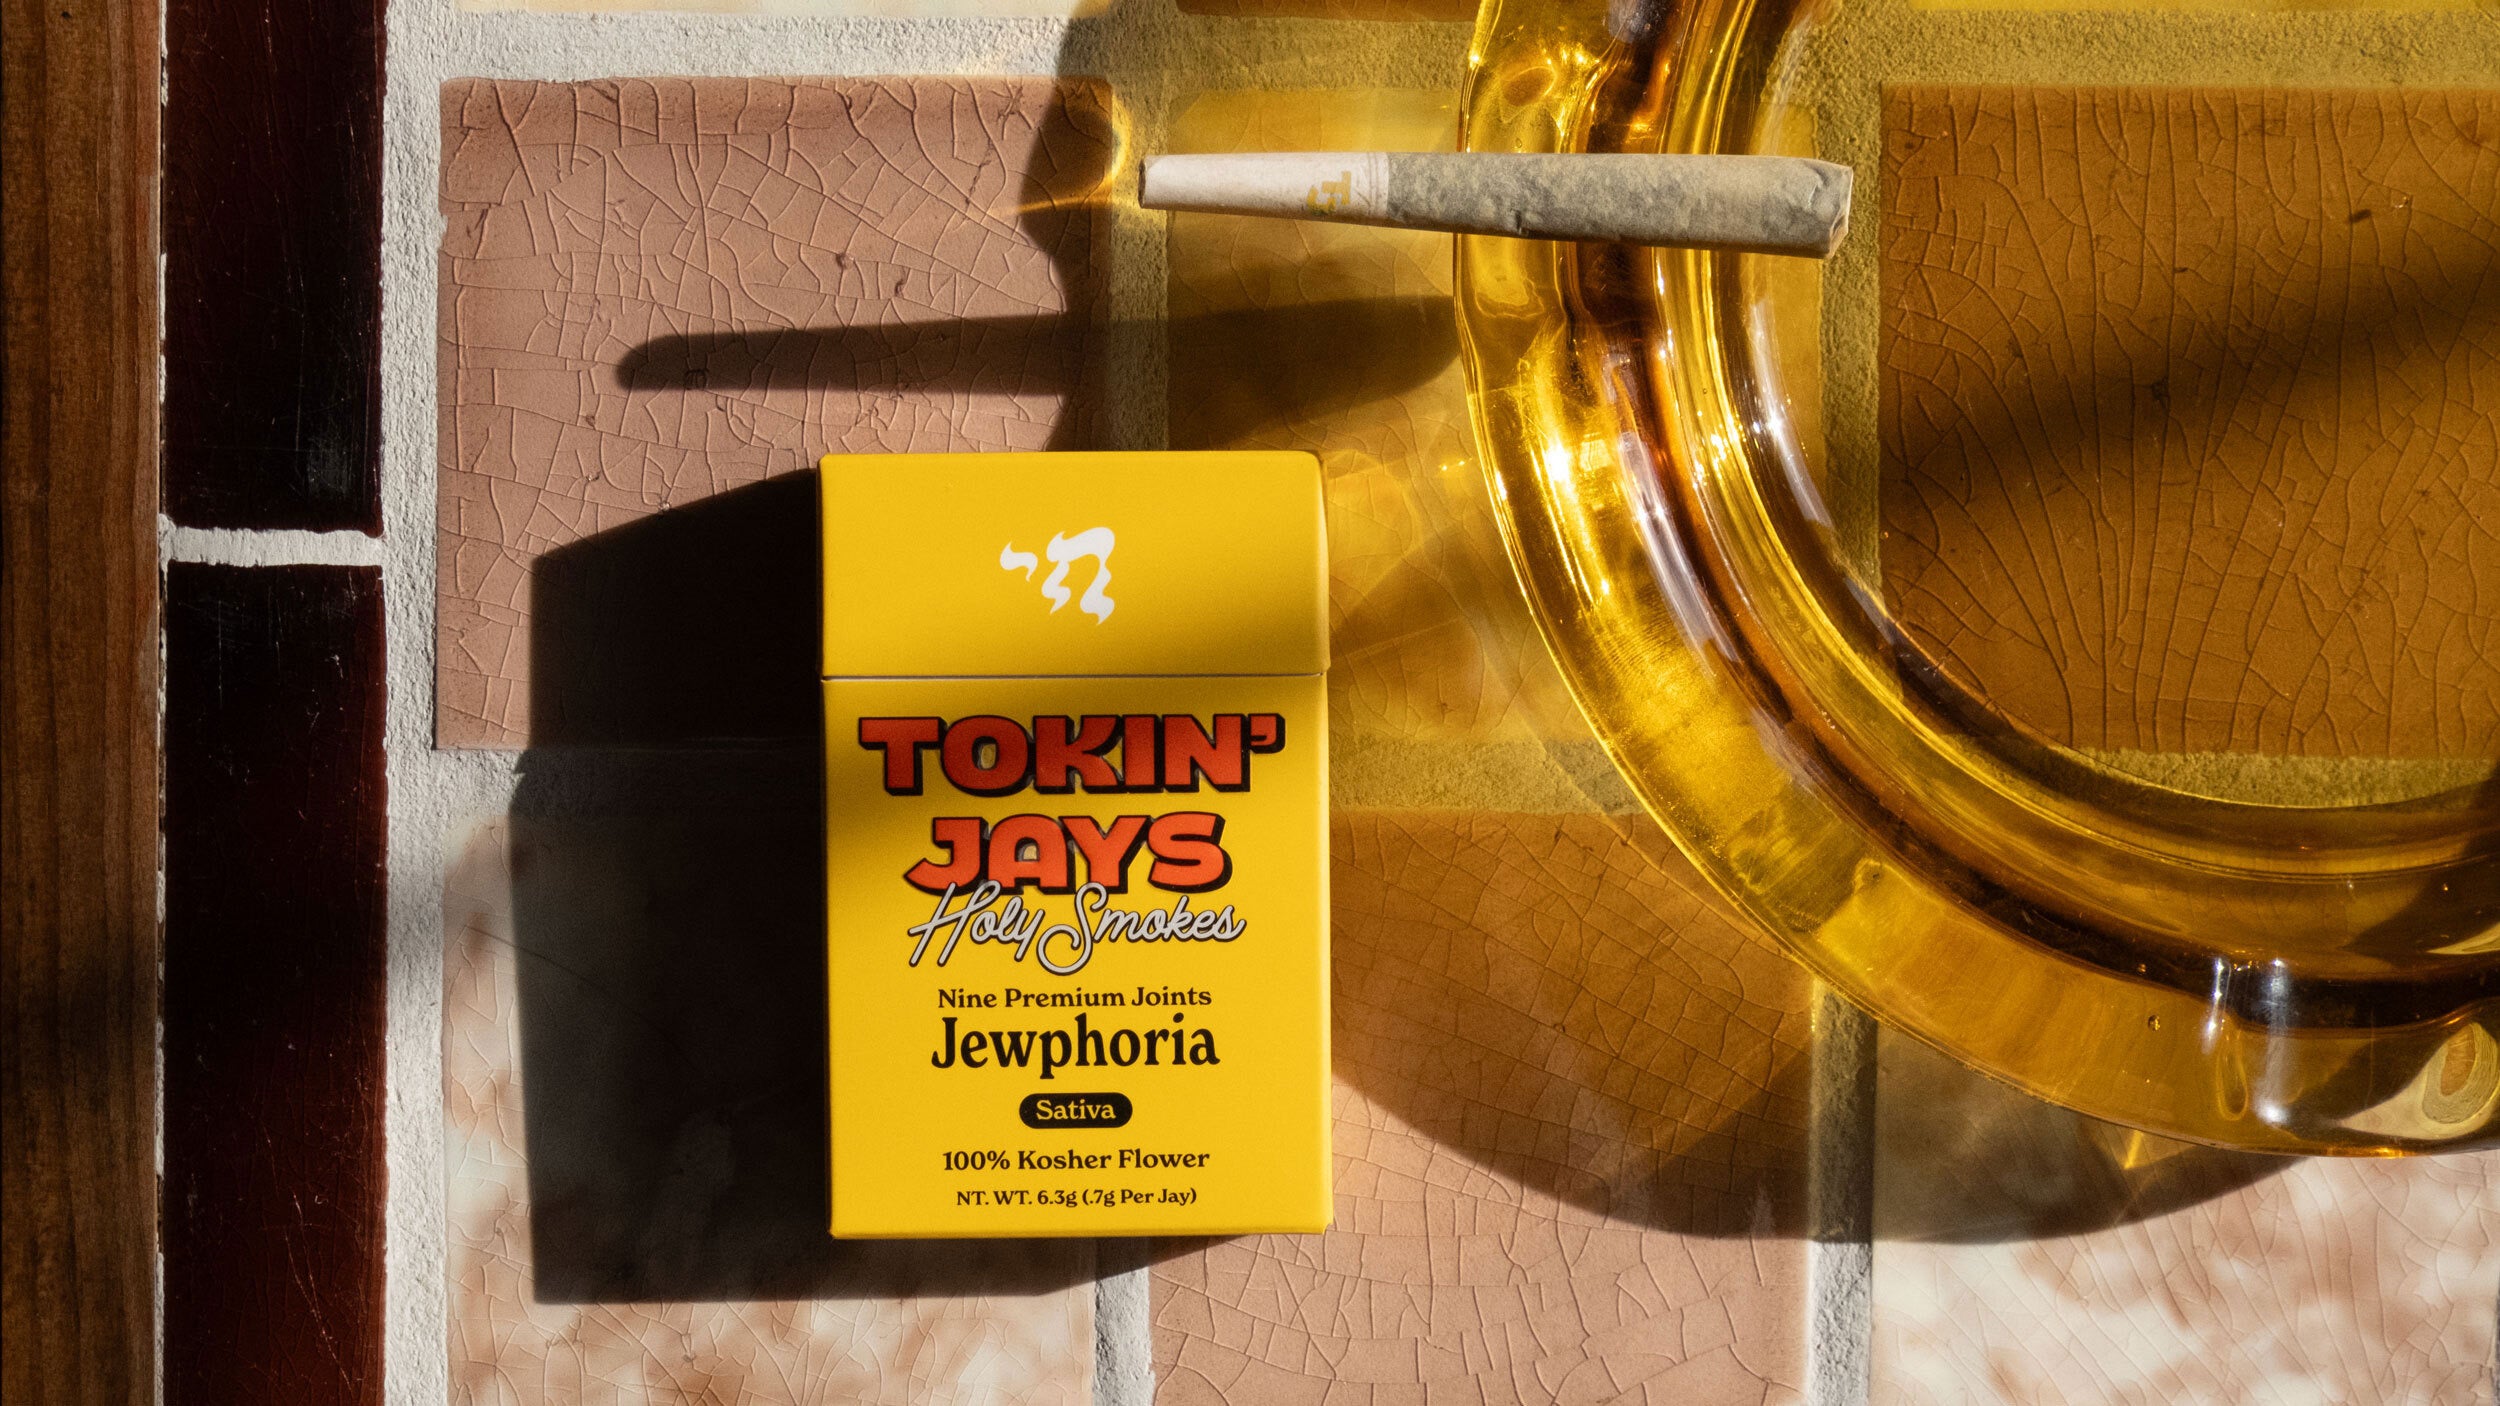 חי
TOKIN'
JAYS
Holy Smokes
Nine Premium Joints
Jewphoria
Sativa
100% Kosher Flower
NT. WT. 6.3g (.7g Per Jay)